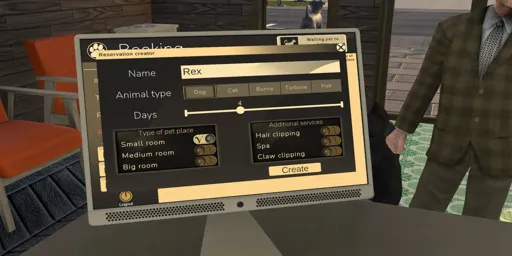 Booking
Waiting pet to
Reservation creator
Name
Rex
Animal type
Dog
Cat
Bunny
Tortoise
Fish
Days
4
Type of pet place
Small room
Medium room
Big room
Additional services
Hair clipping
Spa
Claw clipping
Create
Logout